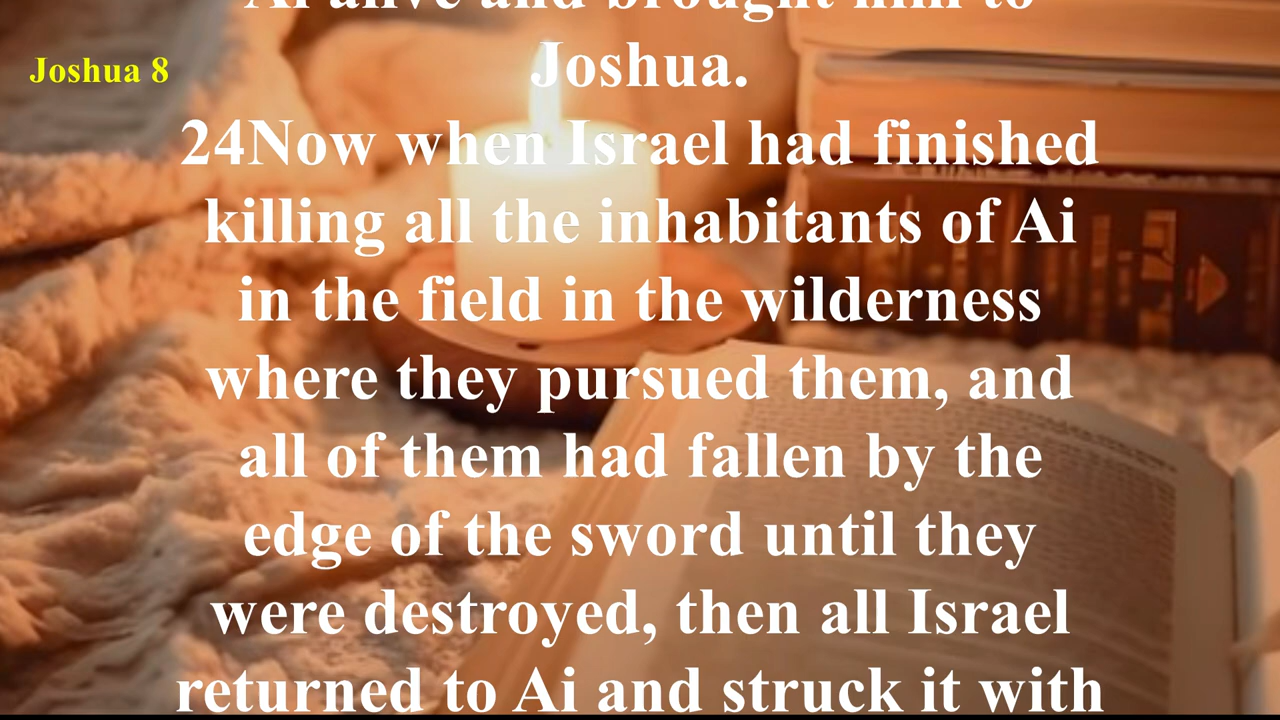 Ai alive and brought him to
Joshua 8
Joshua.
24Now when Israel had finished
killing all the inhabitants of Ai
in the field in the wilderness
where they pursued them, and
all of them had fallen by the
edge of the sword until they
were destroyed, then all Israel
returned to Ai and struck it with